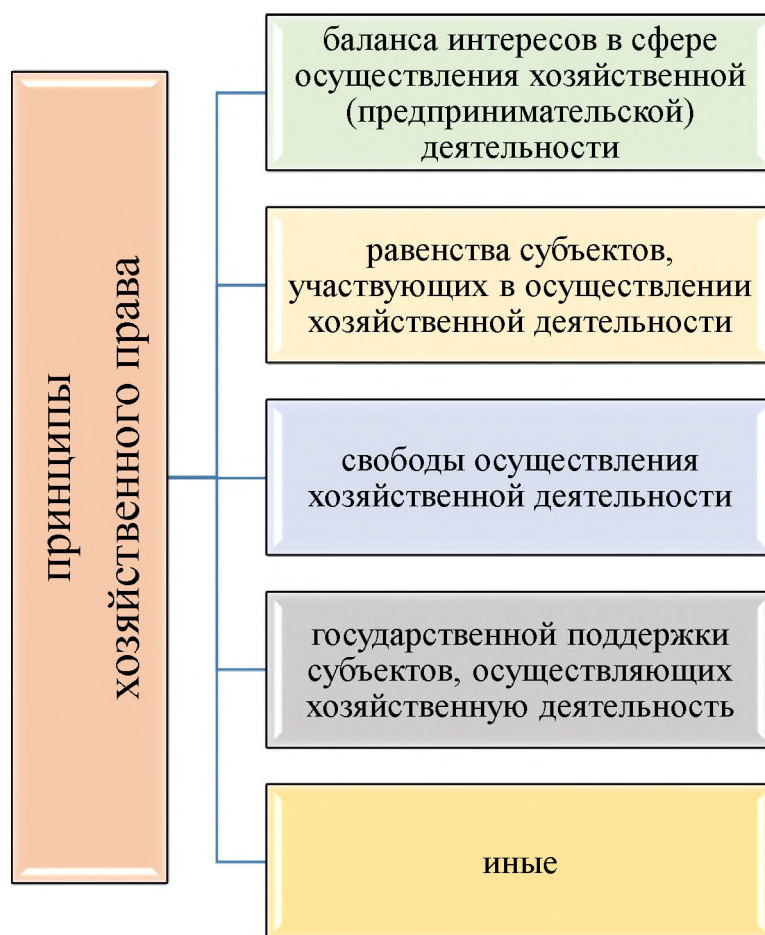 принципы
хозяйственного права
баланса интересов в сфере
осуществления хозяйственной
(предпринимательской)
деятельности
равенства субъектов,
участвующих в осуществлении
хозяйственной деятельности
свободы осуществления
хозяйственной деятельности
государственной поддержки
субъектов, осуществляющих
хозяйственную деятельность
иные